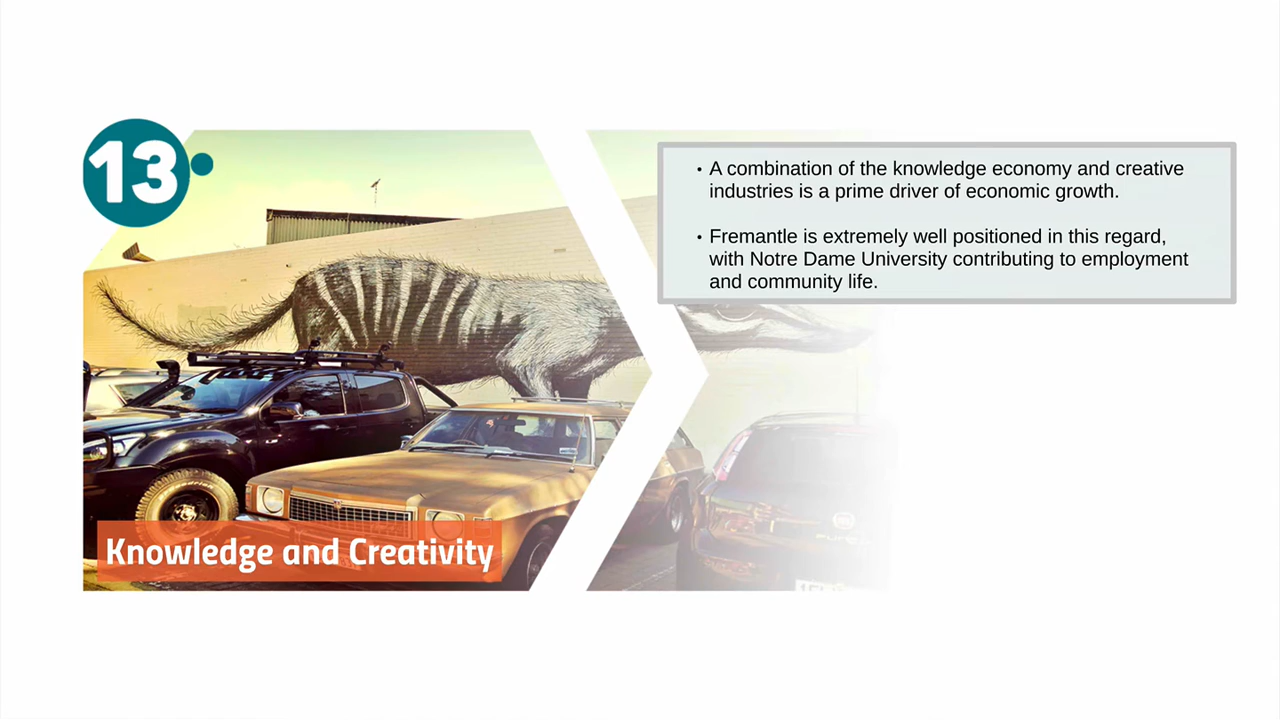 13
Knowledge and Creativity
• A combination of the knowledge economy and creative
industries is a prime driver of economic growth.
• Fremantle is extremely well positioned in this regard,
with Notre Dame University contributing to employment
and community life.